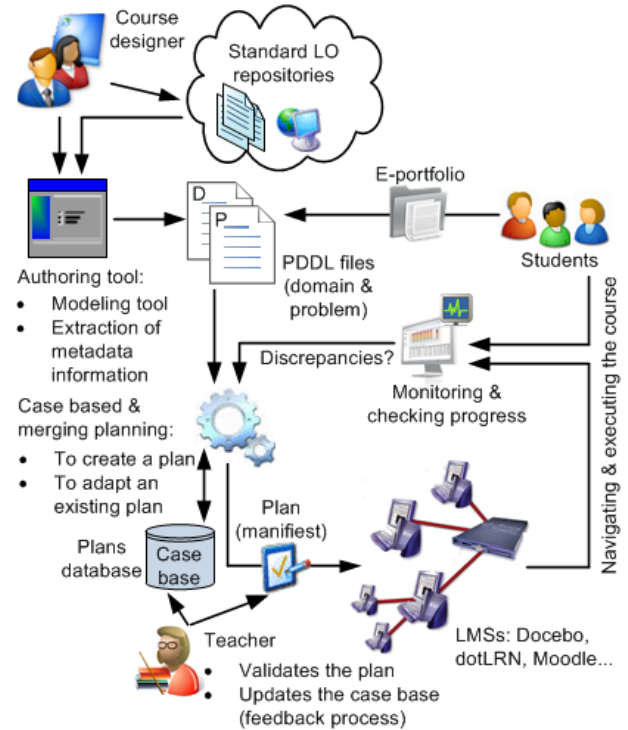 Course
designer
Standard LO
repositories
E-portfolio
D
P
Students
PDDL files
(domain &
problem)
Authoring tool:
• Modeling tool
• Extraction of
metadata
information
Discrepancies?
Monitoring &
checking progress
Navigating & executing the course
Case based &
merging planning:
• To create a plan
• To adapt an
existing plan
Plan
(manifiest)
Plans
database
Case
base
LMSs: Docebo,
dotLRN, Moodle...
Teacher
• Validates the plan
• Updates the case base
(feedback process)